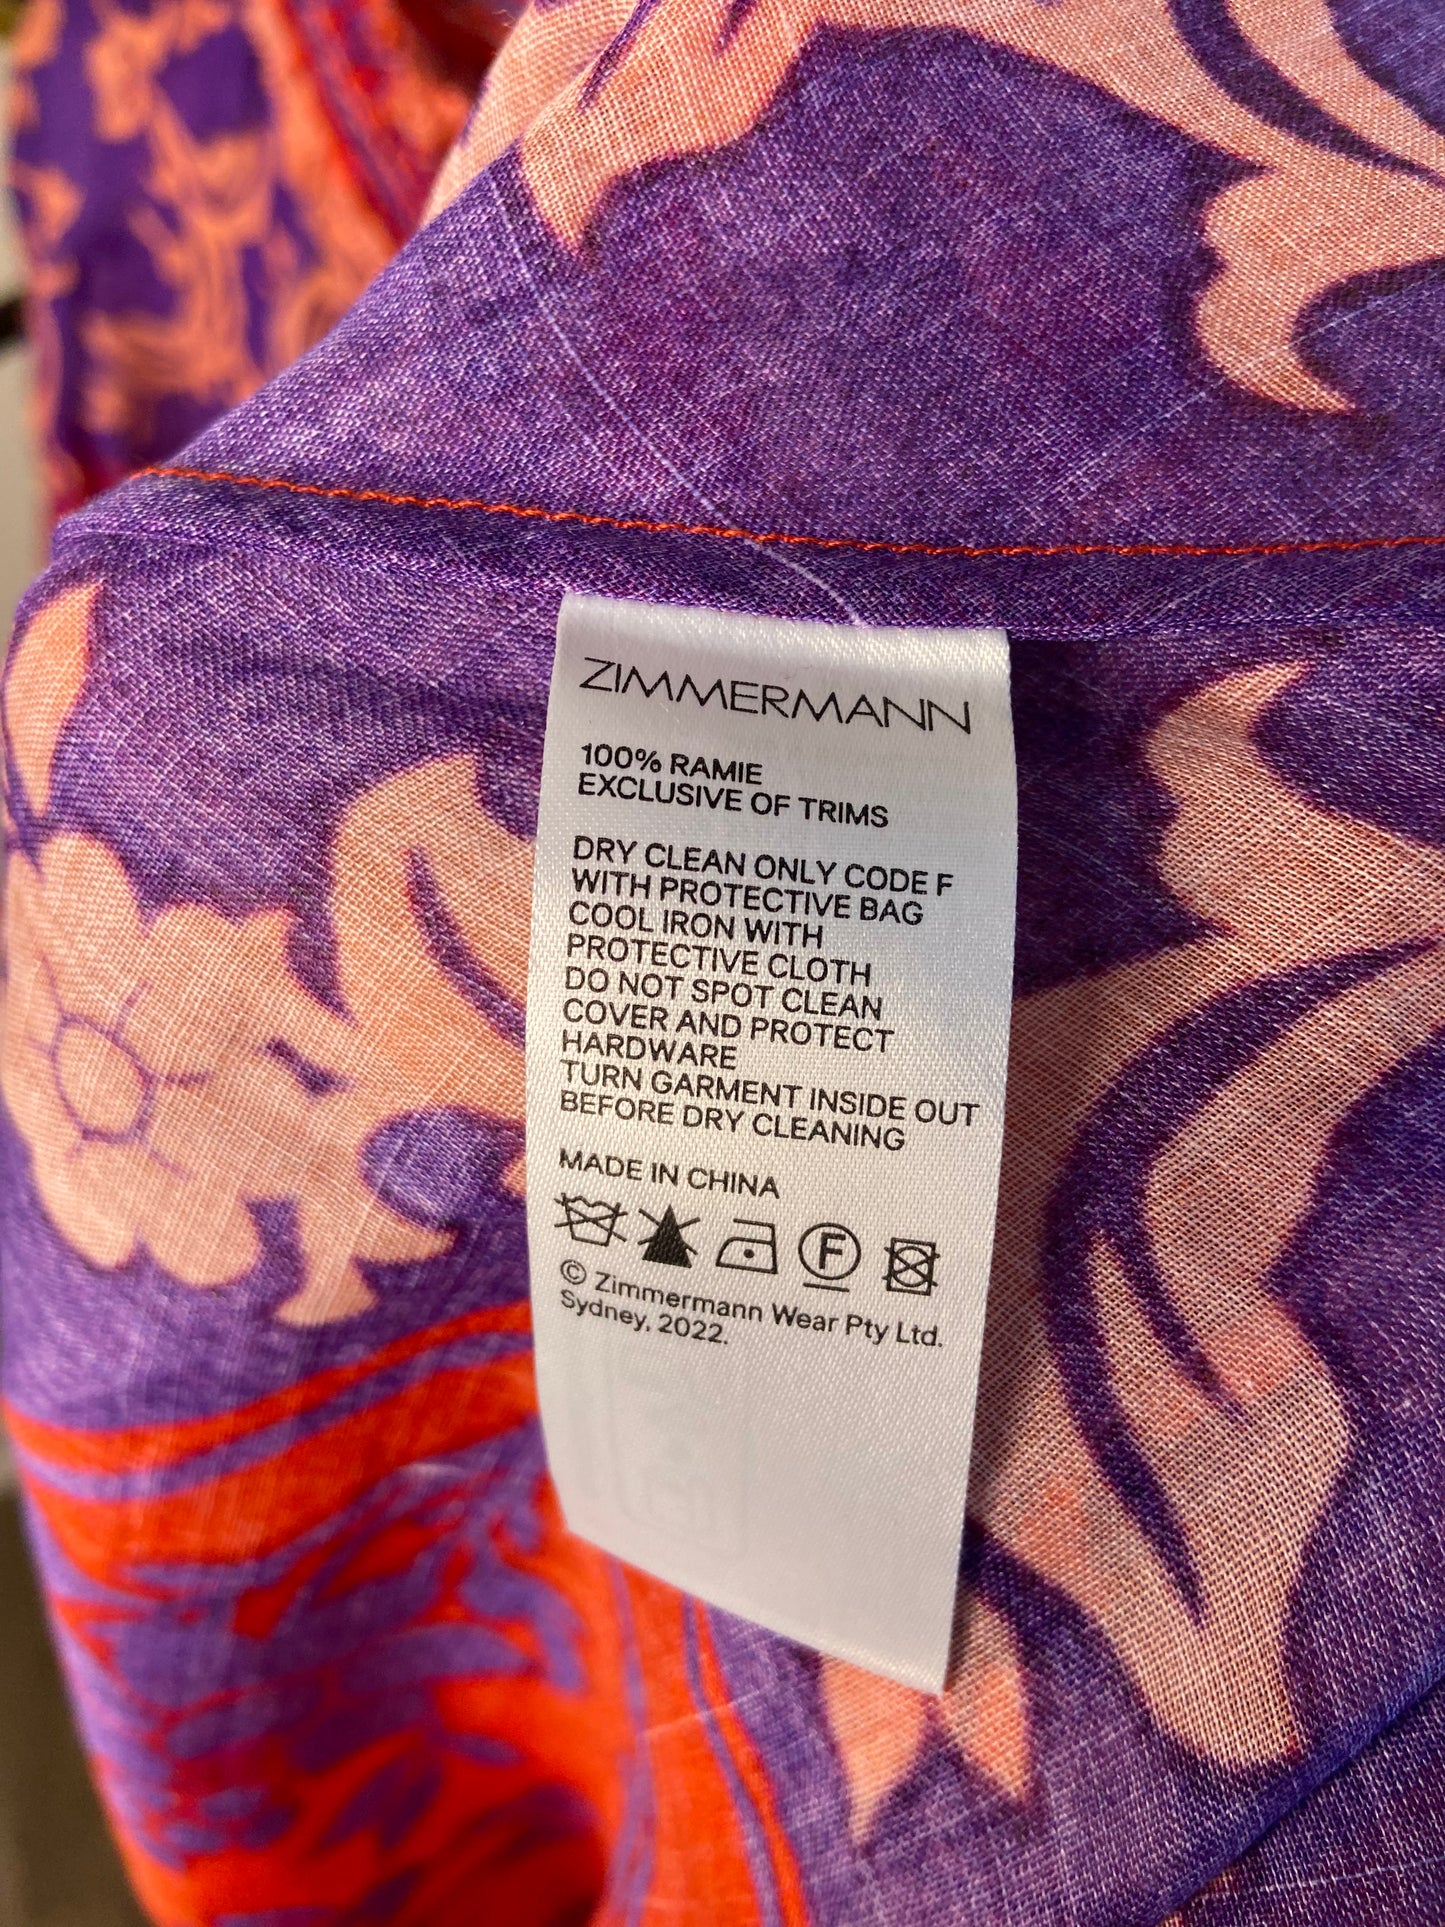 ZIMMERMANN
100% RAMIE
EXCLUSIVE OF TRIMS
DRY CLEAN ONLY CODE F
WITH PROTECTIVE BAG
COOL IRON WITH
PROTECTIVE CLOTH
DO NOT SPOT CLEAN
COVER AND PROTECT
HARDWARE
TURN GARMENT INSIDE OUT
BEFORE DRY CLEANING
MADE IN CHINA
F
© Zimmermann Wear Pty Ltd.
Sydney, 2022.